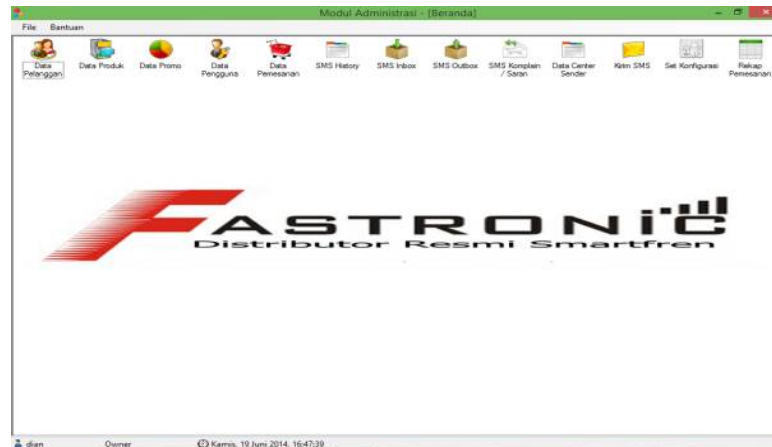 Modul Administrasi - [Beranda]
File Bantuan
Data Pelanggan
Data Produk
Data Promo
Data Pengguna
Data Pemesanan
SMS History
SMS Inbox
SMS Outbox
SMS Komplain / Saran
Data Center Sender
Kirim SMS
Set Konfigurasi
Rekap Pemesanan
FASTRONiC
Distributor Resmi Smartfren
dian Owner Kamis, 19 Juni 2014, 16:47:39